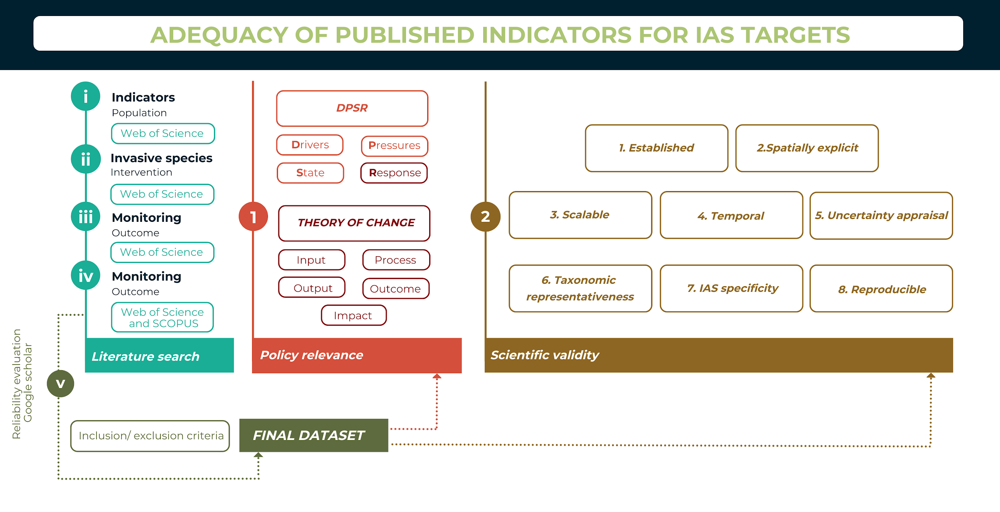 ADEQUACY OF PUBLISHED INDICATORS FOR IAS TARGETS
i
Indicators
Population
Web of Science
ii
Invasive species
Intervention
Web of Science
iii
Monitoring
Outcome
Web of Science
iv
Monitoring
Outcome
Web of Science
and SCOPUS
Literature search
Reliability evaluation
Google scholar
v
Inclusion/ exclusion criteria
FINAL DATASET
1
DPSR
Drivers
Pressures
State
Response
THEORY OF CHANGE
Input
Process
Output
Outcome
Impact
Policy relevance
2
1. Established
2.Spatially explicit
3. Scalable
4. Temporal
5. Uncertainty appraisal
6. Taxonomic
representativeness
7. IAS specificity
8. Reproducible
Scientific validity